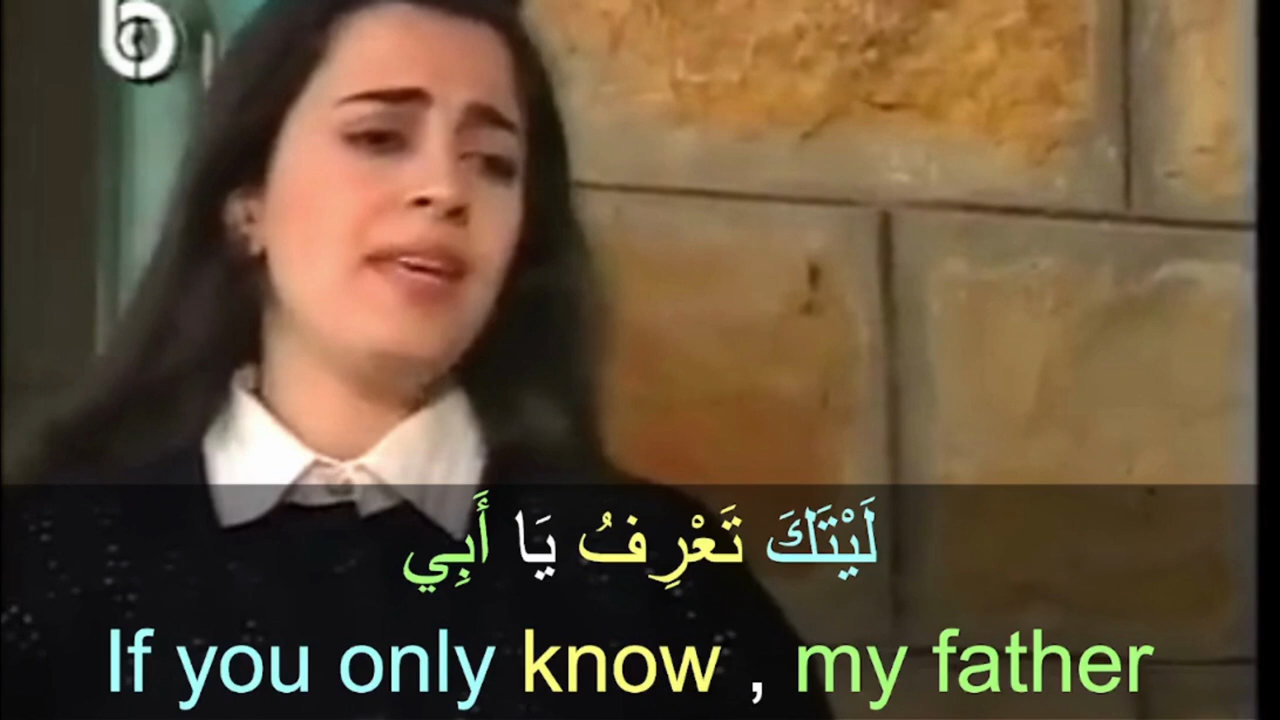 لَيْتَكَ تَعْرِفُ يَا أَبِي
If you only know , my father